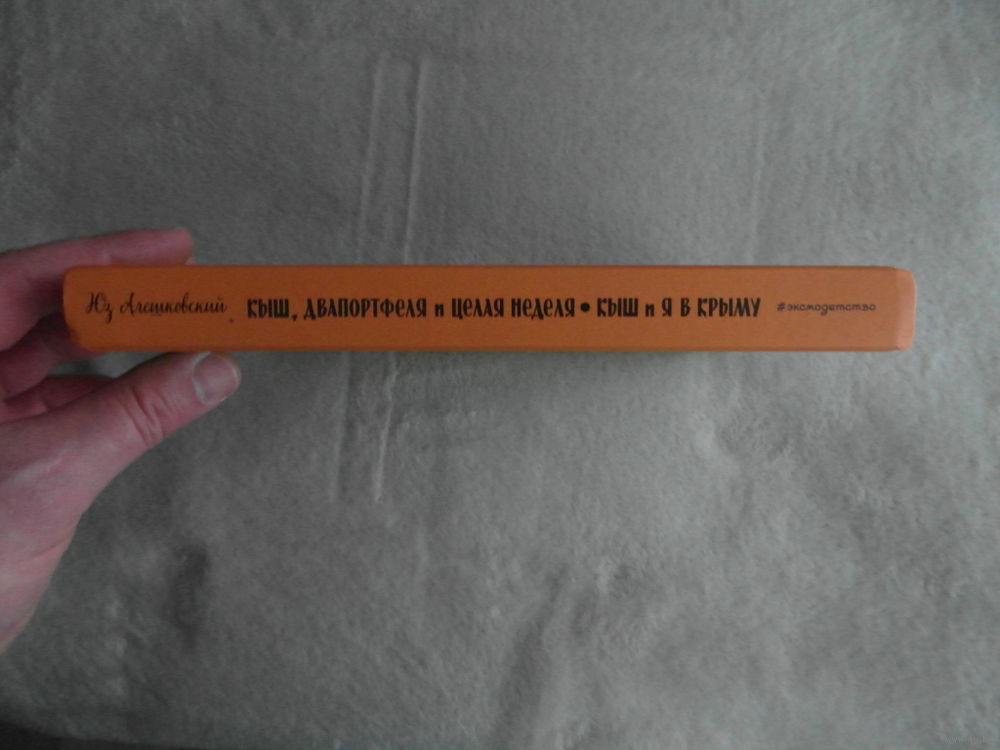 Юз Алешковский КЫШ, ДВАПОРТФЕЛЯ И ЦЕЛАЯ НЕДЕЛЯ • КЫШ И Я В КРЫМУ #эксмодетство